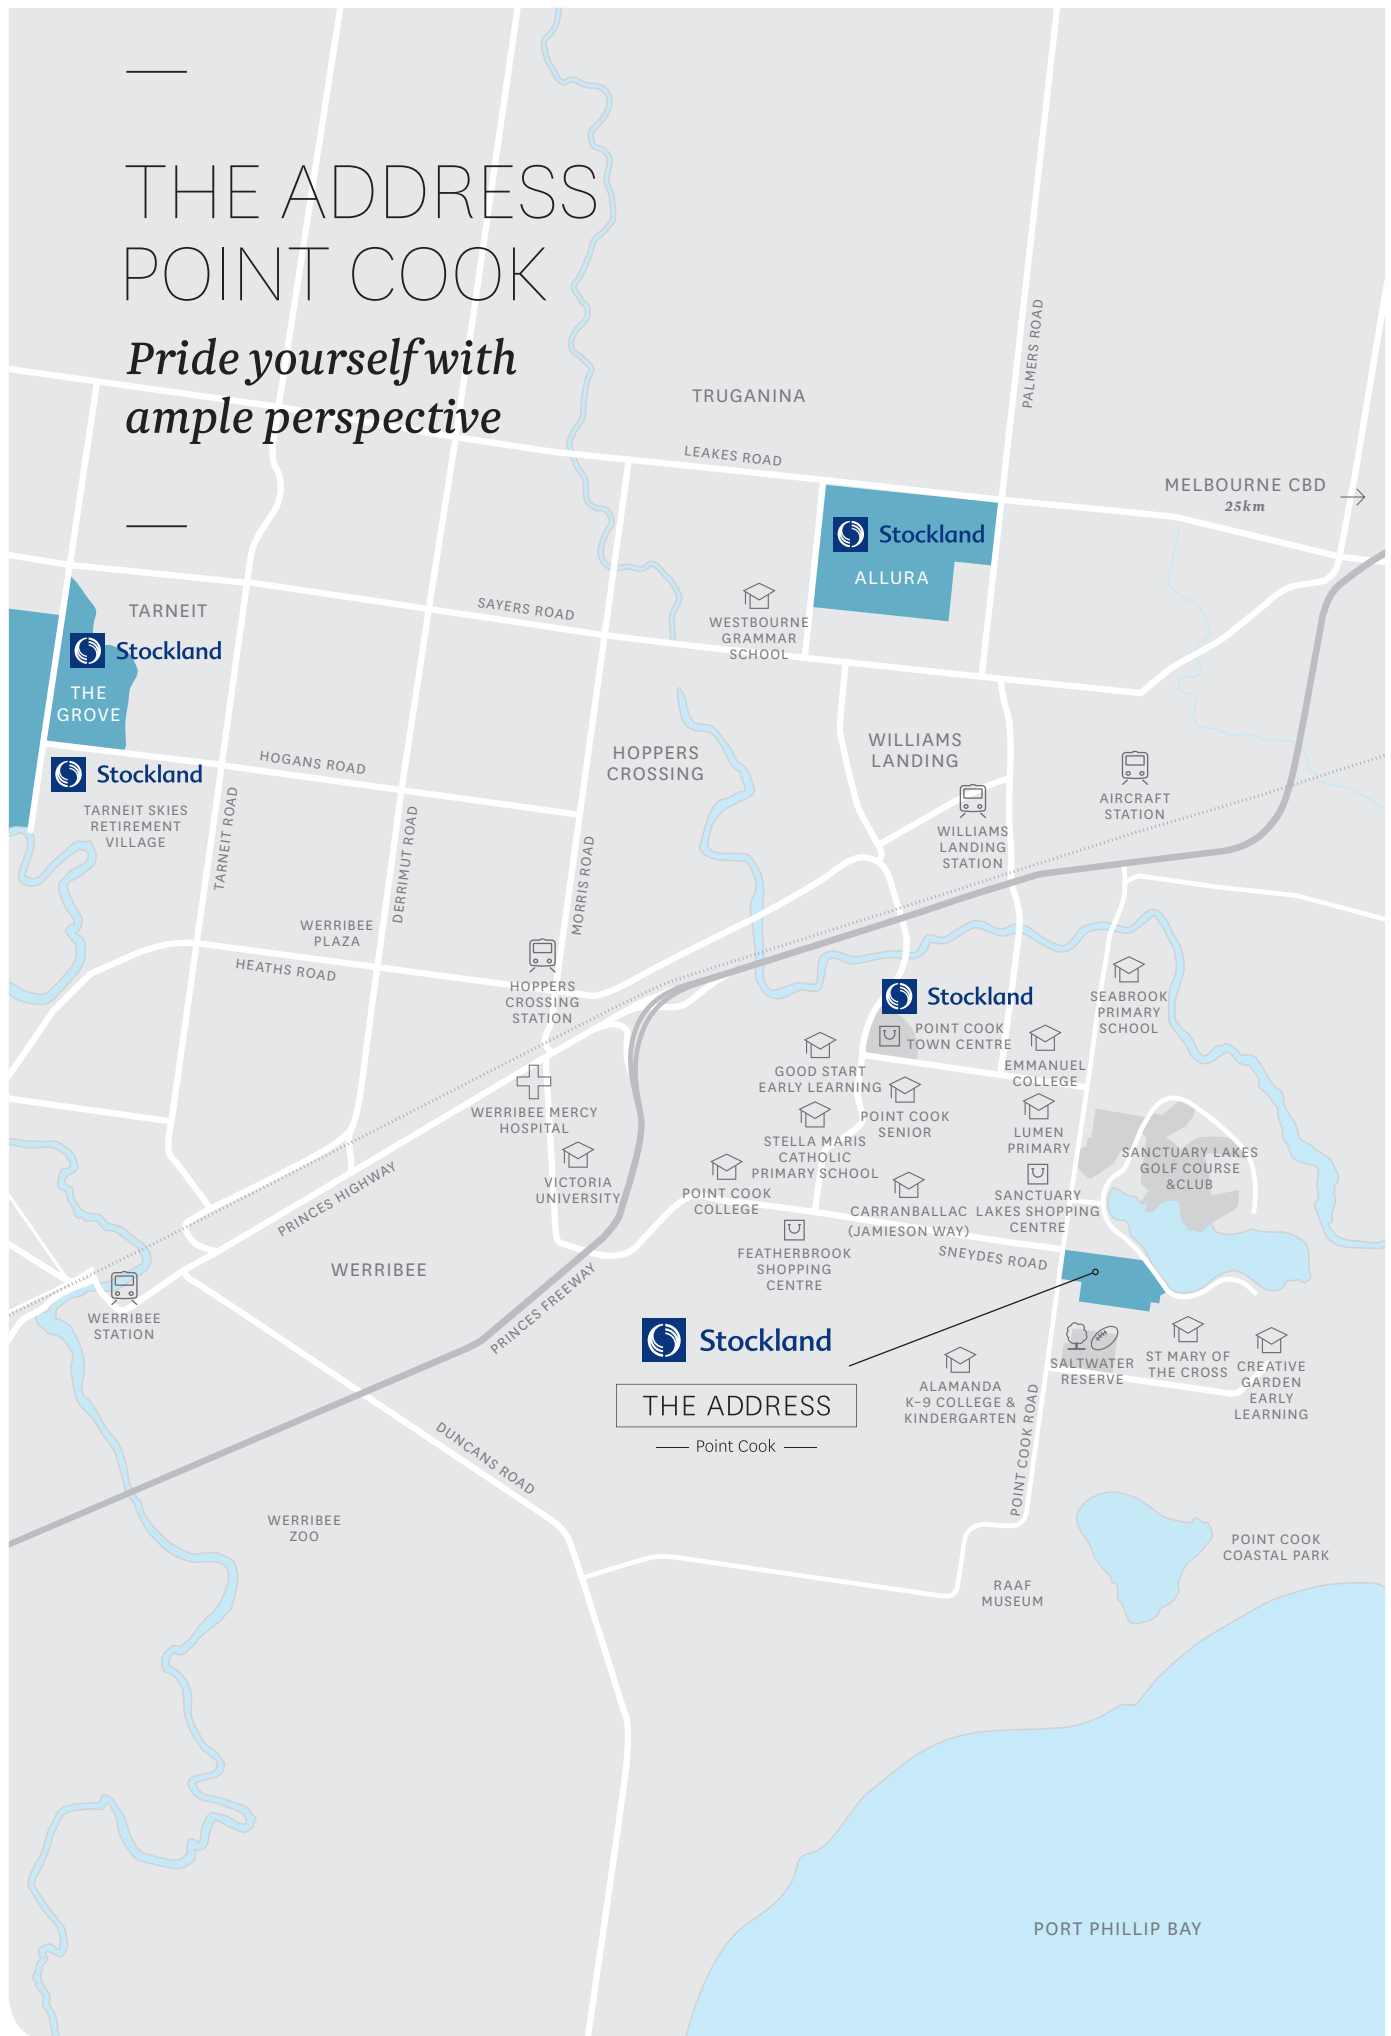 THE ADDRESS
POINT COOK
Pride yourself with
ample perspective
PALMERS ROAD
TRUGANINA
LEAKES ROAD
MELBOURNE CBD
25km
Stockland
ALLURA
WESTBOURNE
GRAMMAR
SCHOOL
SAYERS ROAD
TARNEIT
Stockland
THE
GROVE
Stockland
TARNEIT SKIES
RETIREMENT
VILLAGE
HOGANS ROAD
TARNEIT ROAD
DERRIMUT ROAD
MORRIS ROAD
HOPPERS
CROSSING
WILLIAMS
LANDING
AIRCRAFT
STATION
WILLIAMS
LANDING
STATION
WERRIBEE
PLAZA
HEATHS ROAD
HOPPERS
CROSSING
STATION
Stockland
POINT COOK
TOWN CENTRE
SEABROOK
PRIMARY
SCHOOL
GOOD START
EARLY LEARNING
EMMANUEL
COLLEGE
WERRIBEE MERCY
HOSPITAL
POINT COOK
SENIOR
STELLA MARIS
CATHOLIC
PRIMARY SCHOOL
LUMEN
PRIMARY
SANCTUARY LAKES
GOLF COURSE
&CLUB
VICTORIA
UNIVERSITY
POINT COOK
COLLEGE
CARRANBALLAC
(JAMIESON WAY)
SANCTUARY
LAKES SHOPPING
CENTRE
PRINCES HIGHWAY
FEATHERBROOK
SHOPPING
CENTRE
SNEYDES ROAD
WERRIBEE
WERRIBEE
STATION
PRINCES FREEWAY
Stockland
THE ADDRESS
Point Cook
SALTWATER
RESERVE
ST MARY OF
THE CROSS
CREATIVE
GARDEN
EARLY
LEARNING
ALAMANDA
K–9 COLLEGE &
KINDERGARTEN
POINT COOK ROAD
DUNCANS ROAD
WERRIBEE
ZOO
POINT COOK
COASTAL PARK
RAAF
MUSEUM
PORT PHILLIP BAY